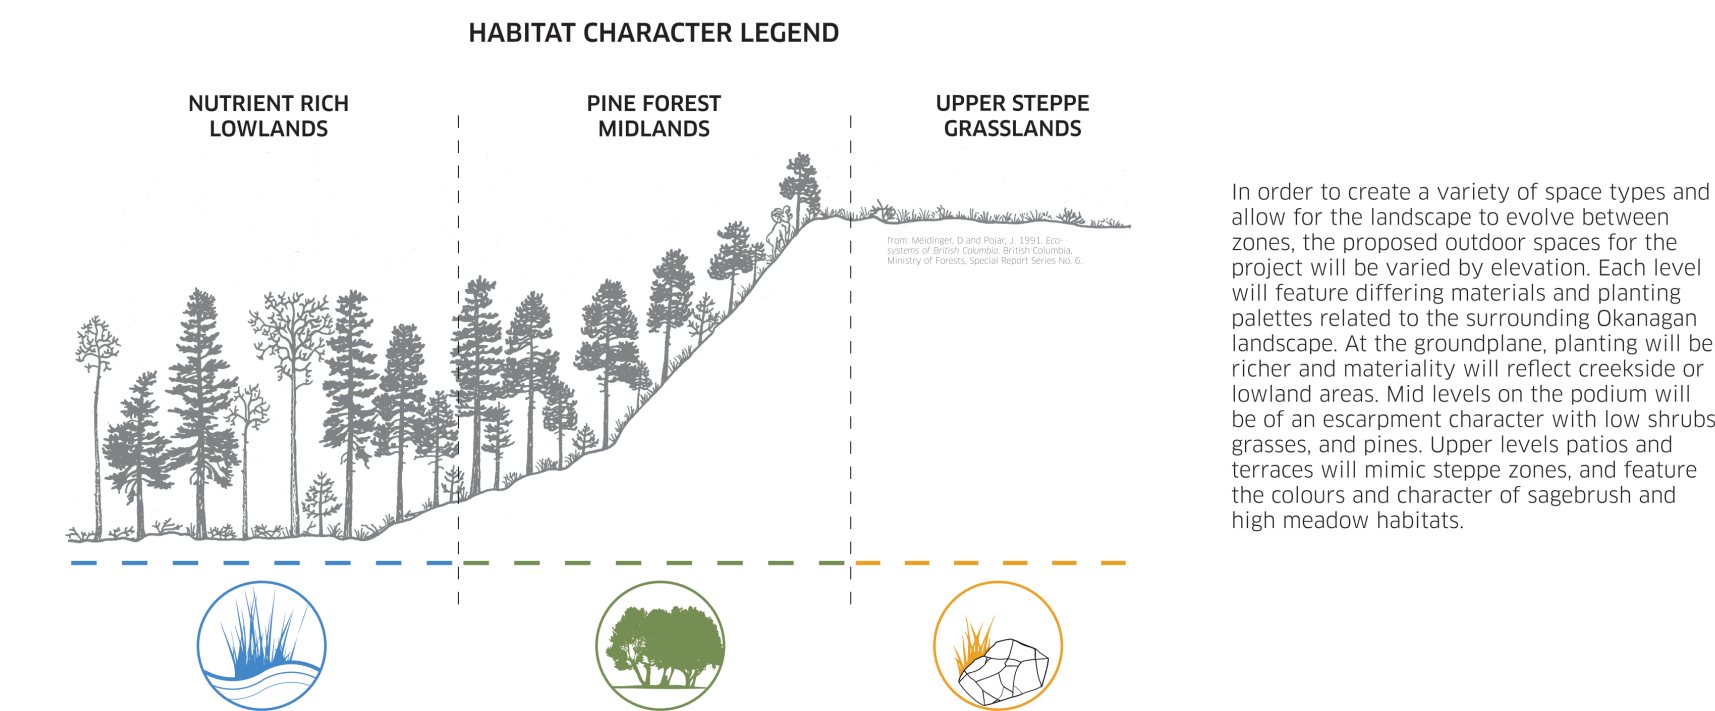 HABITAT CHARACTER LEGEND
NUTRIENT RICH
LOWLANDS
PINE FOREST
MIDLANDS
UPPER STEPPE
GRASSLANDS
from: Meidinger, D and Pojar, J. 1991. Eco-
systems of British Columbia. British Columbia,
Ministry of Forests, Special Report Series No. 6.
In order to create a variety of space types and
allow for the landscape to evolve between
zones, the proposed outdoor spaces for the
project will be varied by elevation. Each level
will feature differing materials and planting
palettes related to the surrounding Okanagan
landscape. At the groundplane, planting will be
richer and materiality will reflect creekside or
lowland areas. Mid levels on the podium will
be of an escarpment character with low shrubs
grasses, and pines. Upper levels patios and
terraces will mimic steppe zones, and feature
the colours and character of sagebrush and
high meadow habitats.